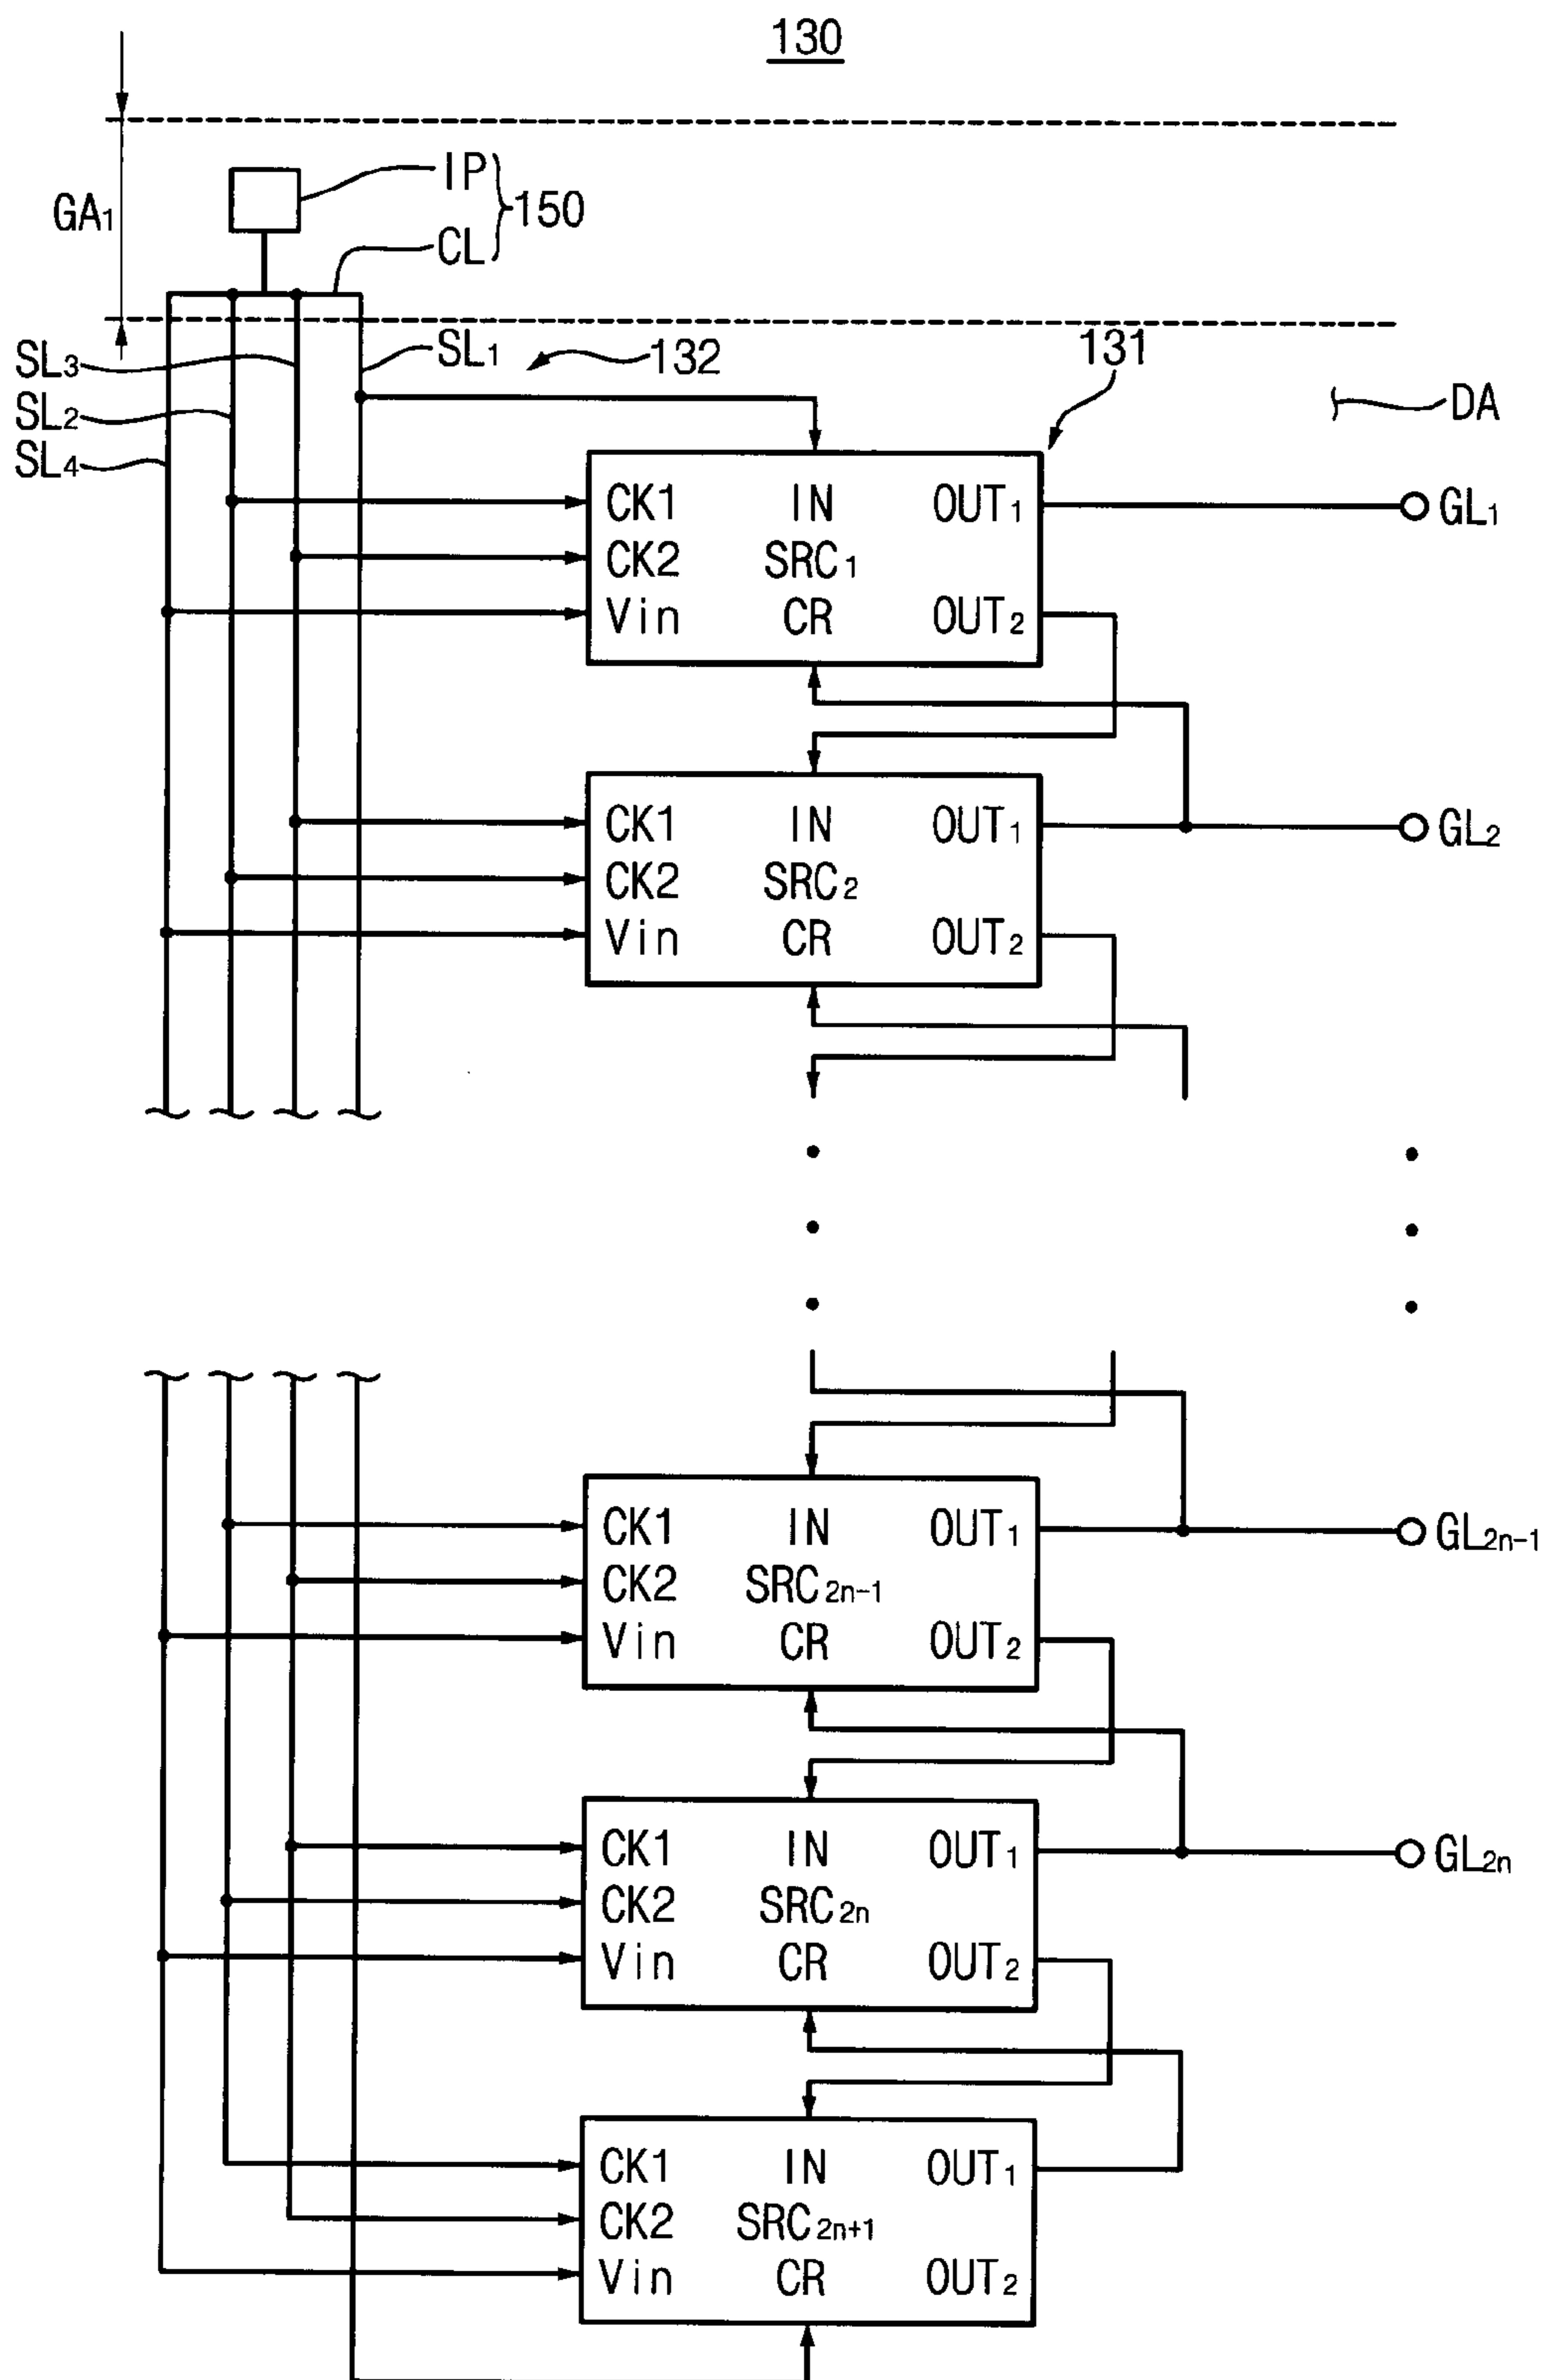 130
IP
GA1
150
CL
SL3
SL1
132
131
SL2
DA
SL4
CK1 IN OUT1
GL1
CK2 SRC1
Vin CR OUT2
CK1 IN OUT1
GL2
CK2 SRC2
Vin CR OUT2
CK1 IN OUT1
GL2n-1
CK2 SRC2n-1
Vin CR OUT2
CK1 IN OUT1
GL2n
CK2 SRC2n
Vin CR OUT2
CK1 IN OUT1
CK2 SRC2n+1
Vin CR OUT2